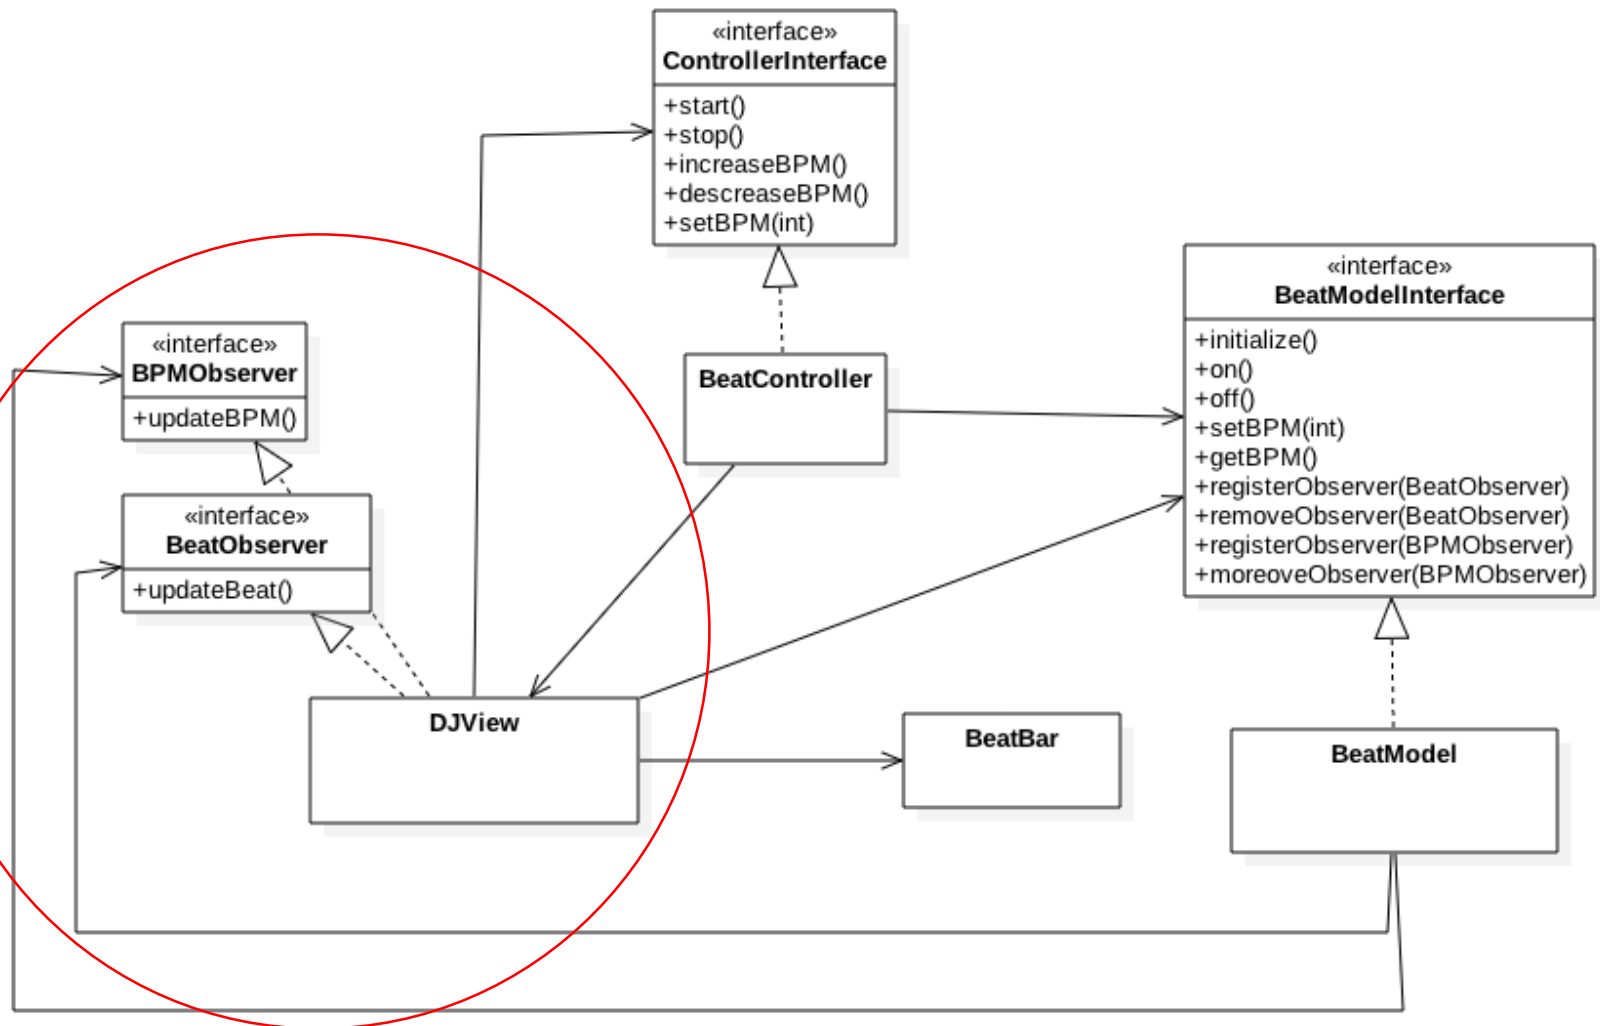 «interface»
ControllerInterface
+start()
+stop()
+increaseBPM()
+descreaseBPM()
+setBPM(int)
«interface»
BeatModelInterface
+initialize()
+on()
+off()
+setBPM(int)
+getBPM()
+registerObserver(BeatObserver)
+removeObserver(BeatObserver)
+registerObserver(BPMObserver)
+moreoveObserver(BPMObserver)
«interface»
BPMObserver
+updateBPM()
BeatController
«interface»
BeatObserver
+updateBeat()
DJView
BeatBar
BeatModel